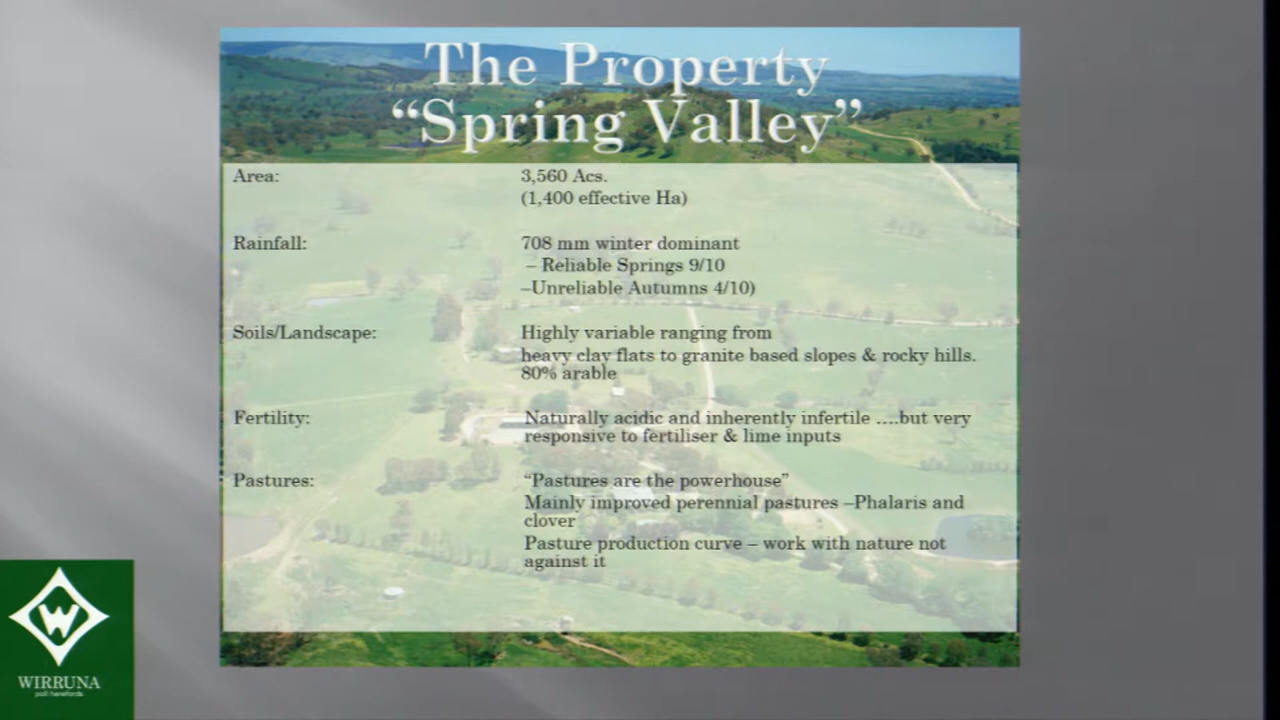 The Property
“Spring Valley”
Area: 3,560 Acs.
(1,400 effective Ha)
Rainfall: 708 mm winter dominant
– Reliable Springs 9/10
–Unreliable Autumns 4/10)
Soils/Landscape: Highly variable ranging from
heavy clay flats to granite based slopes & rocky hills.
80% arable
Fertility: Naturally acidic and inherently infertile ….but very
responsive to fertiliser & lime inputs
Pastures: “Pastures are the powerhouse”
Mainly improved perennial pastures –Phalaris and
clover
Pasture production curve – work with nature not
against it
W
WIRRUNA
poll herefords